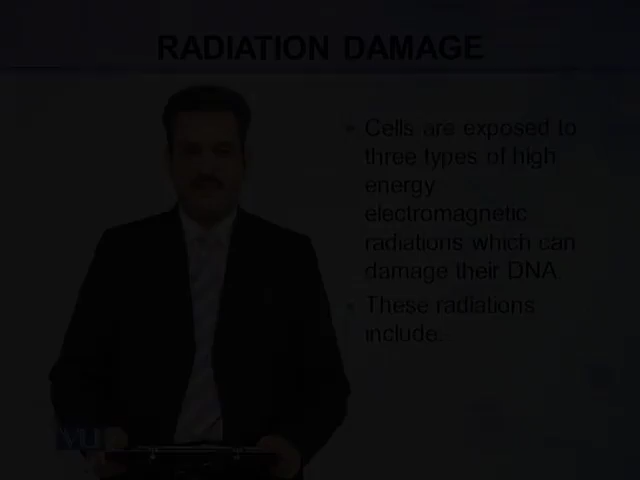 RADIATION DAMAGE
• Cells are exposed to
three types of high
energy
electromagnetic
radiations which can
damage their DNA.
• These radiations
include.
VU